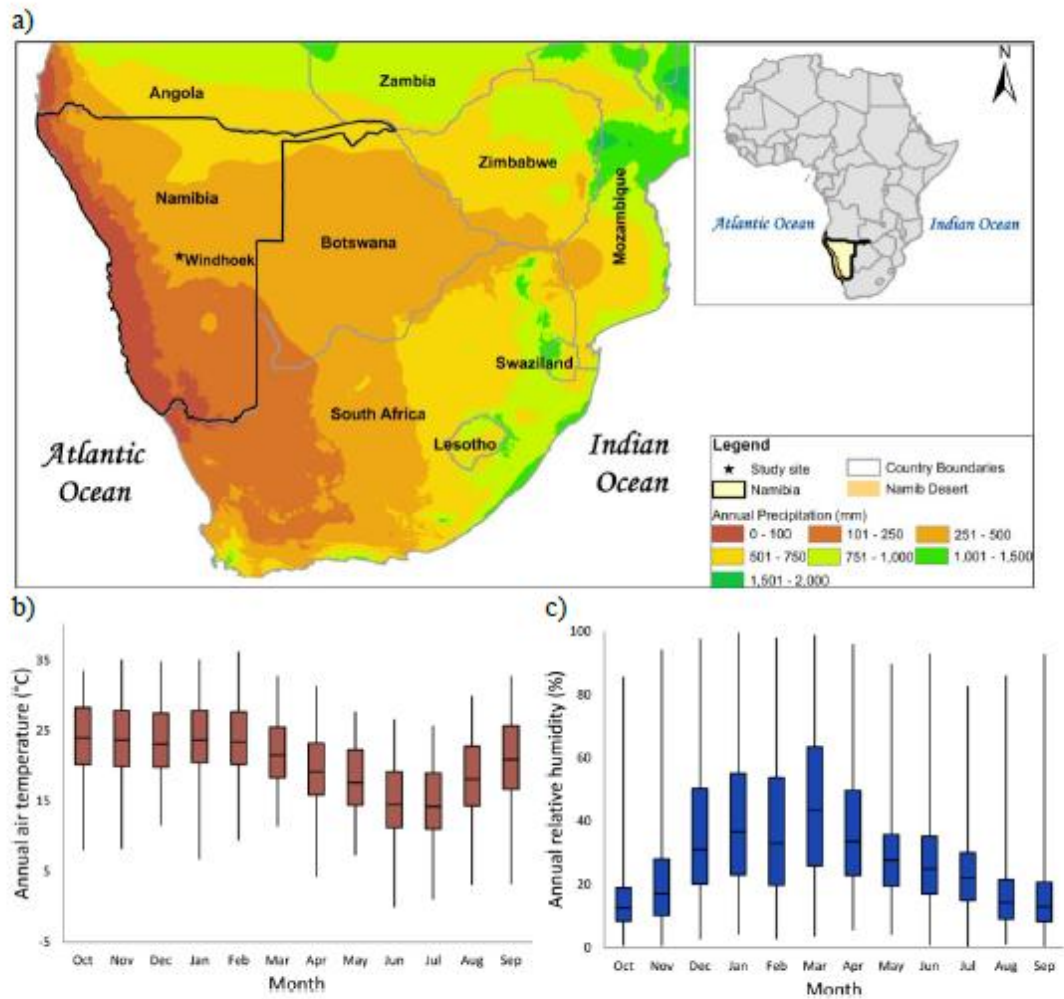 a)
N
Angola
Zambia
Zimbabwe
Namibia
Mozambique
Botswana
Windhoek
Swaziland
South Africa
Lesotho
Atlantic
Ocean
Indian
Ocean
Atlantic Ocean
Indian Ocean
Legend
Study site
Country Boundaries
Namibia
Namib Desert
Annual Precipitation (mm)
0 - 100
101 - 250
251 - 500
501 - 750
751 - 1,000
1,001 - 1,500
1,501 - 2,000
b)
Annual air temperature (°C)
35
25
15
5
-5
Oct Nov Dec Jan Feb Mar Apr May Jun Jul Aug Sep
Month
c)
Annual relative humidity (%)
100
80
60
40
20
0
Oct Nov Dec Jan Feb Mar Apr May Jun Jul Aug Sep
Month